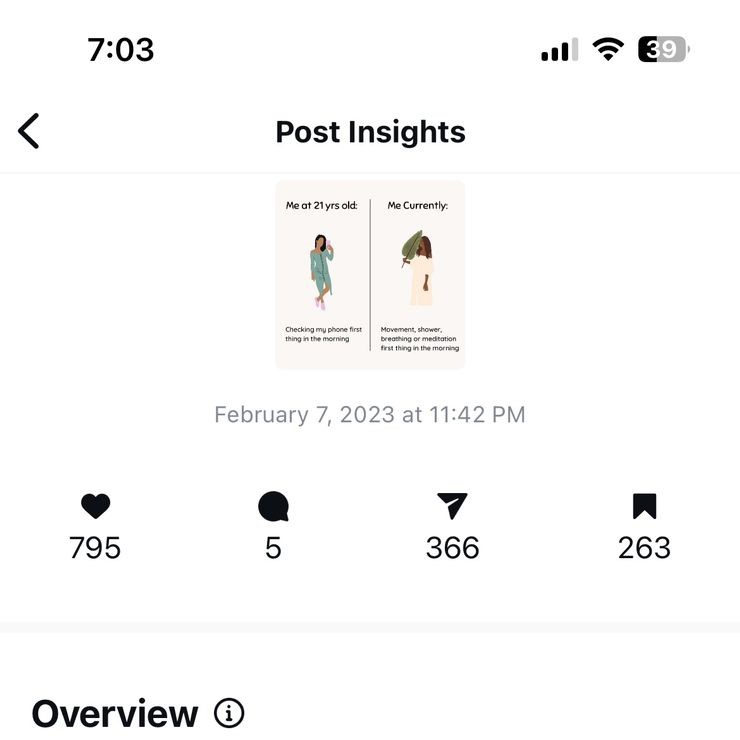 7:03
39
Post Insights
Me at 21 yrs old:
Me Currently:
Checking my phone first
thing in the morning
Movement, shower,
breathing or meditation
first thing in the morning
February 7, 2023 at 11:42 PM
795
5
366
263
Overview